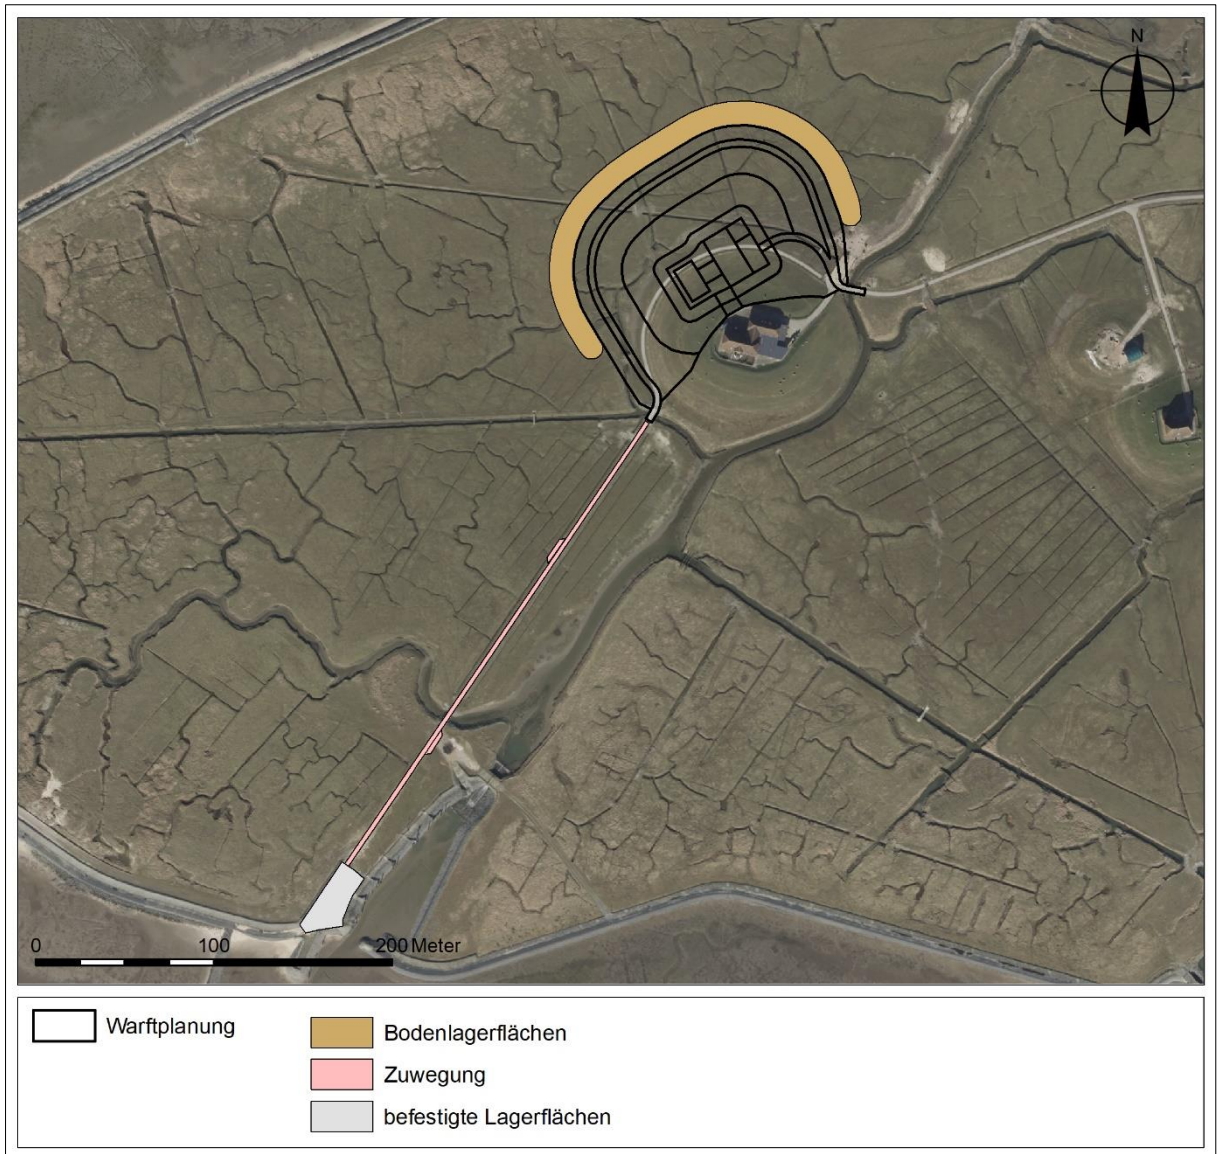 N
0 100 200 Meter
Warftplanung
Bodenlagerflächen
Zuwegung
befestigte Lagerflächen